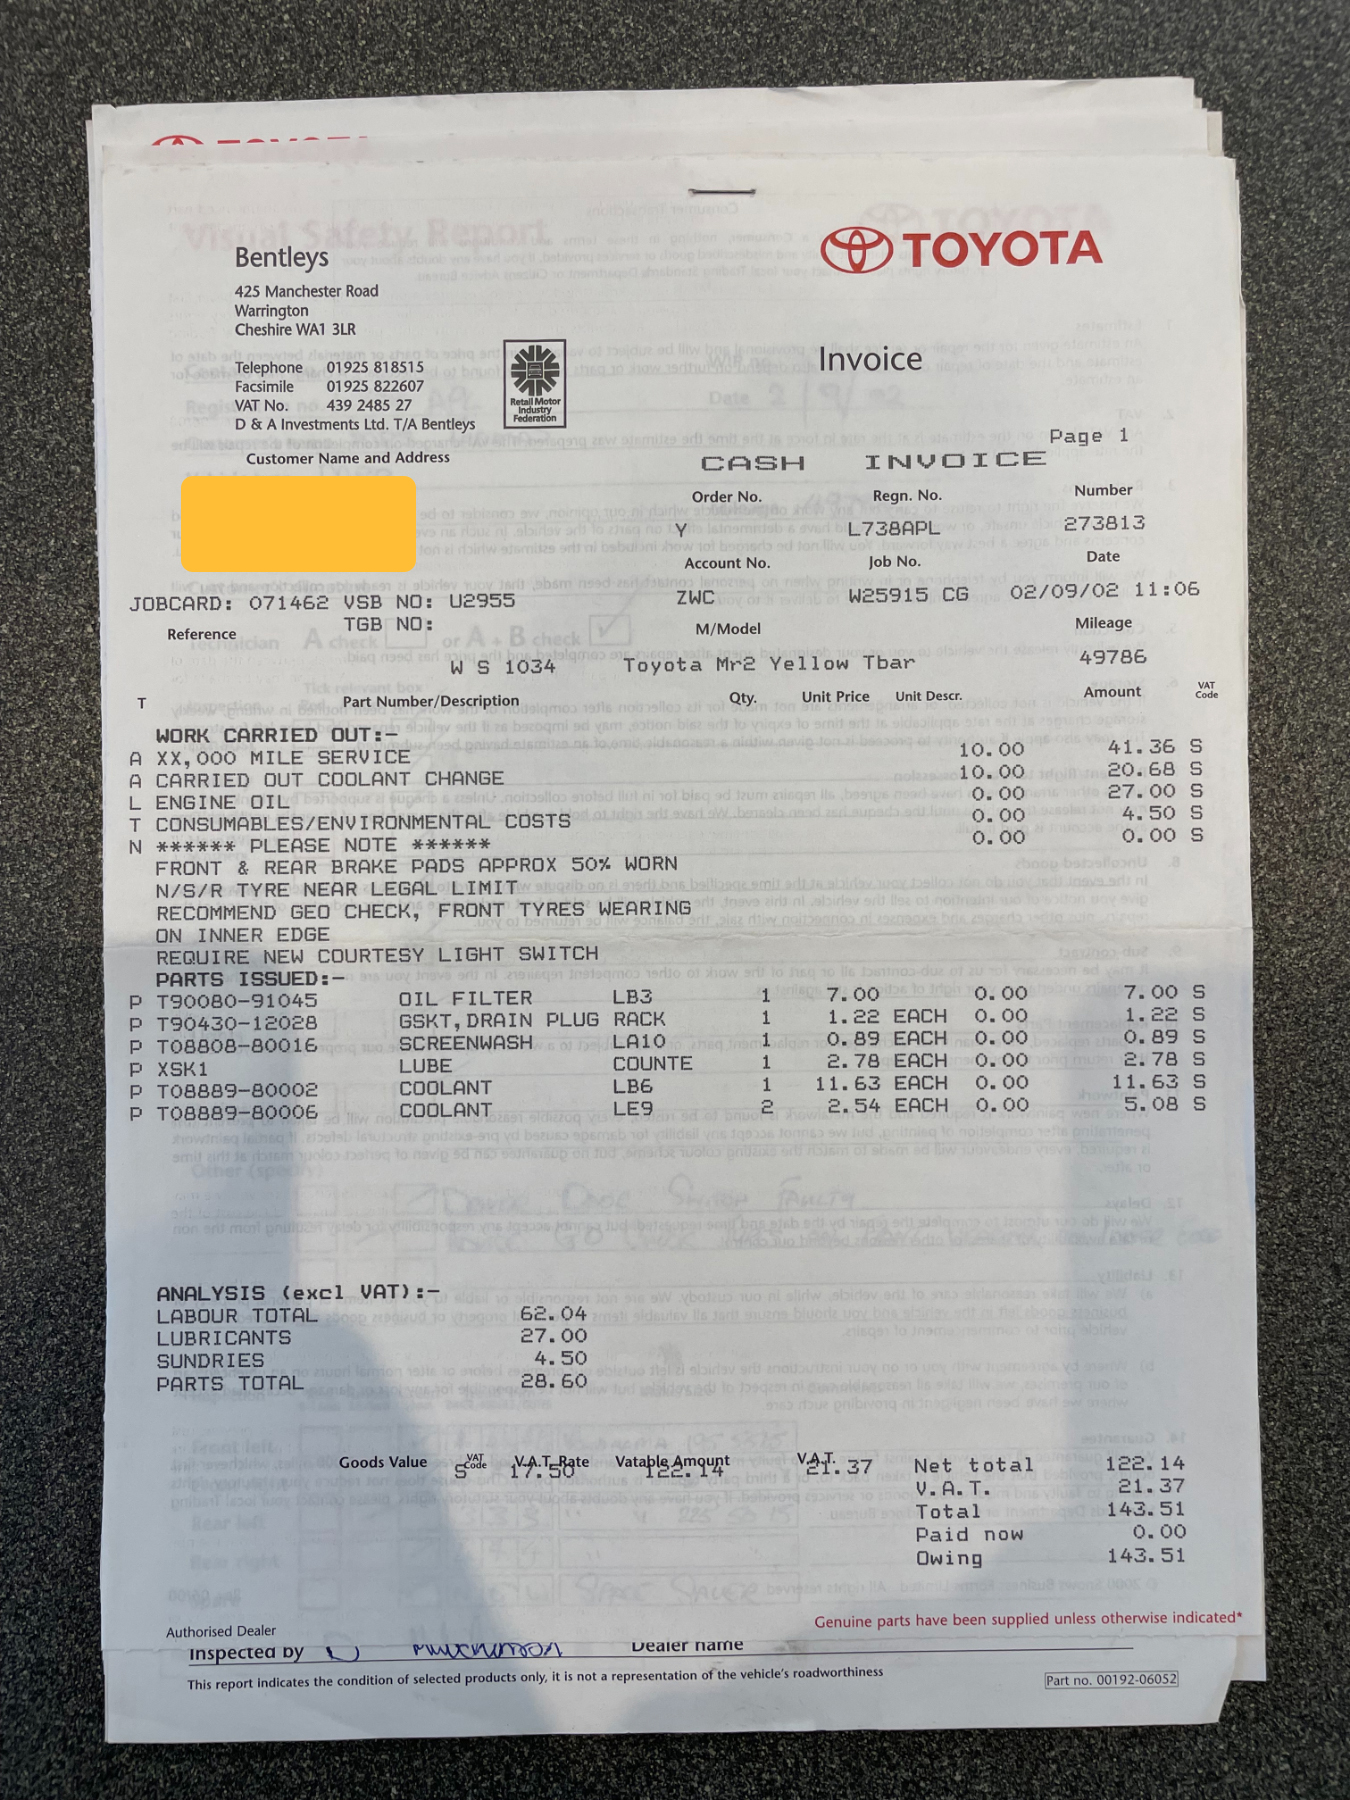 TOYOTA
Bentleys
425 Manchester Road
Warrington
Cheshire WA1 3LR
Telephone 01925 818515
Facsimile 01925 822607
VAT No. 439 2485 27
D & A Investments Ltd. T/A Bentleys
Retail Motor
Industry
Federation
TOYOTA
Invoice
Page 1
Customer Name and Address
CASH INVOICE
Order No. Regn. No. Number
Y L738APL 273813
Account No. Job No. Date
JOBCARD: 071462 VSB NO: U2955 ZWC W25915 CG 02/09/02 11:06
TGB NO:
Reference M/Model Mileage
W S 1034 Toyota Mr2 Yellow Tbar 49786
T Part Number/Description Qty. Unit Price Unit Descr. Amount VAT Code
WORK CARRIED OUT:-
A XX,000 MILE SERVICE 10.00 41.36 S
A CARRIED OUT COOLANT CHANGE 10.00 20.68 S
L ENGINE OIL 0.00 27.00 S
T CONSUMABLES/ENVIRONMENTAL COSTS 0.00 4.50 S
N ****** PLEASE NOTE ****** 0.00 0.00 S
FRONT & REAR BRAKE PADS APPROX 50% WORN
N/S/R TYRE NEAR LEGAL LIMIT
RECOMMEND GEO CHECK, FRONT TYRES WEARING
ON INNER EDGE
REQUIRE NEW COURTESY LIGHT SWITCH
PARTS ISSUED:-
P T90080-91045 OIL FILTER LB3 1 7.00 0.00 7.00 S
P T90430-12028 GSKT,DRAIN PLUG RACK 1 1.22 EACH 0.00 1.22 S
P T08808-80016 SCREENWASH LA10 1 0.89 EACH 0.00 0.89 S
P XSK1 LUBE COUNTE 1 2.78 EACH 0.00 2.78 S
P T08889-80002 COOLANT LB6 1 11.63 EACH 0.00 11.63 S
P T08889-80006 COOLANT LE9 2 2.54 EACH 0.00 5.08 S
ANALYSIS (excl VAT):-
LABOUR TOTAL 62.04
LUBRICANTS 27.00
SUNDRIES 4.50
PARTS TOTAL 28.60
Goods Value VAT Code V.A.T. Rate Vatable Amount V.A.T.
S 17.50 122.14 21.37
Net total 122.14
V.A.T. 21.37
Total 143.51
Paid now 0.00
Owing 143.51
Genuine parts have been supplied unless otherwise indicated*
Authorised Dealer
Inspected by Dealer name
This report indicates the condition of selected products only, it is not a representation of the vehicle's roadworthiness
Part no. 00192-06052